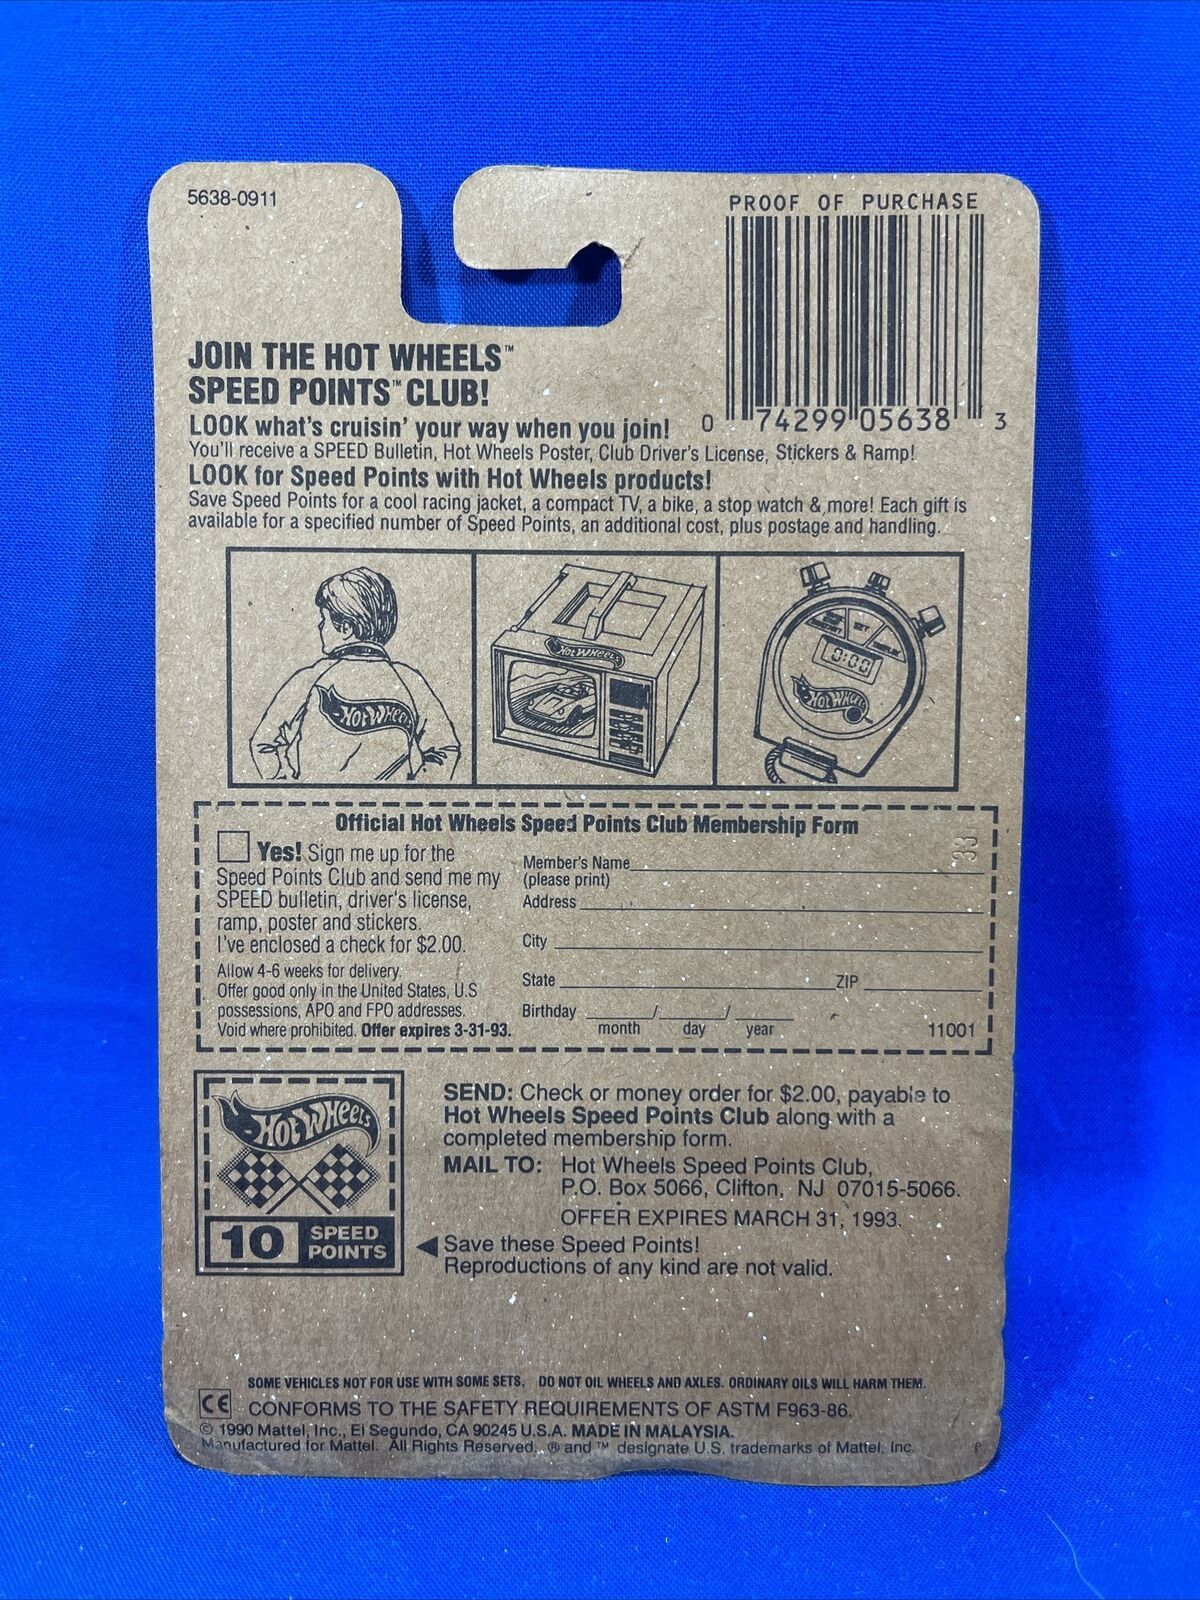 5638-0911
PROOF OF PURCHASE
0 74299 05638 3
JOIN THE HOT WHEELS™
SPEED POINTS™ CLUB!
LOOK what's cruisin' your way when you join!
You'll receive a SPEED Bulletin, Hot Wheels Poster, Club Driver's License, Stickers & Ramp!
LOOK for Speed Points with Hot Wheels products!
Save Speed Points for a cool racing jacket, a compact TV, a bike, a stop watch & more! Each gift is
available for a specified number of Speed Points, an additional cost, plus postage and handling.
HOT WHEELS
HOT WHEELS
SET
0:00
HOT WHEELS
Official Hot Wheels Speed Points Club Membership Form
Yes! Sign me up for the
Speed Points Club and send me my
SPEED bulletin, driver's license,
ramp, poster and stickers.
I've enclosed a check for $2.00.
Allow 4-6 weeks for delivery.
Offer good only in the United States, U.S
possessions, APO and FPO addresses.
Void where prohibited. Offer expires 3-31-93.
33
Member's Name
(please print)
Address
City
State ZIP
Birthday / /
month day year
11001
HOT WHEELS
10 SPEED
POINTS
SEND: Check or money order for $2.00, payable to
Hot Wheels Speed Points Club along with a
completed membership form.
MAIL TO: Hot Wheels Speed Points Club,
P.O. Box 5066, Clifton, NJ 07015-5066.
OFFER EXPIRES MARCH 31, 1993.
Save these Speed Points!
Reproductions of any kind are not valid.
SOME VEHICLES NOT FOR USE WITH SOME SETS. DO NOT OIL WHEELS AND AXLES. ORDINARY OILS WILL HARM THEM.
CE CONFORMS TO THE SAFETY REQUIREMENTS OF ASTM F963-86.
© 1990 Mattel, Inc., El Segundo, CA 90245 U.S.A. MADE IN MALAYSIA.
Manufactured for Mattel. All Rights Reserved. ® and ™ designate U.S. trademarks of Mattel, Inc.